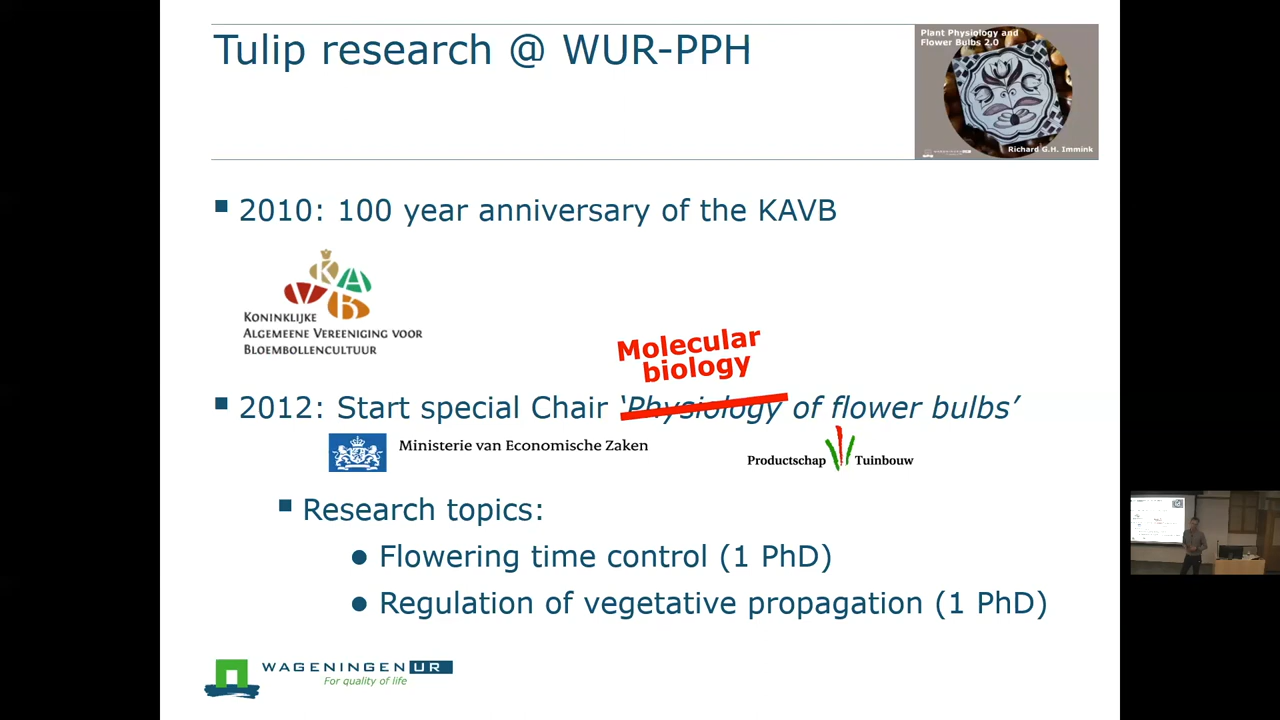 Tulip research @ WUR-PPH
Plant Physiology and
Flower Bulbs 2.0
Richard G.H. Immink
▪ 2010: 100 year anniversary of the KAVB
KAVB
KONINKLIJKE
ALGEMEENE VEREENIGING VOOR
BLOEMBOLLENCULTUUR
Molecular
biology
▪ 2012: Start special Chair ‘Physiology of flower bulbs’
Ministerie van Economische Zaken
Productschap Tuinbouw
▪ Research topics:
● Flowering time control (1 PhD)
● Regulation of vegetative propagation (1 PhD)
WAGENINGEN UR
For quality of life